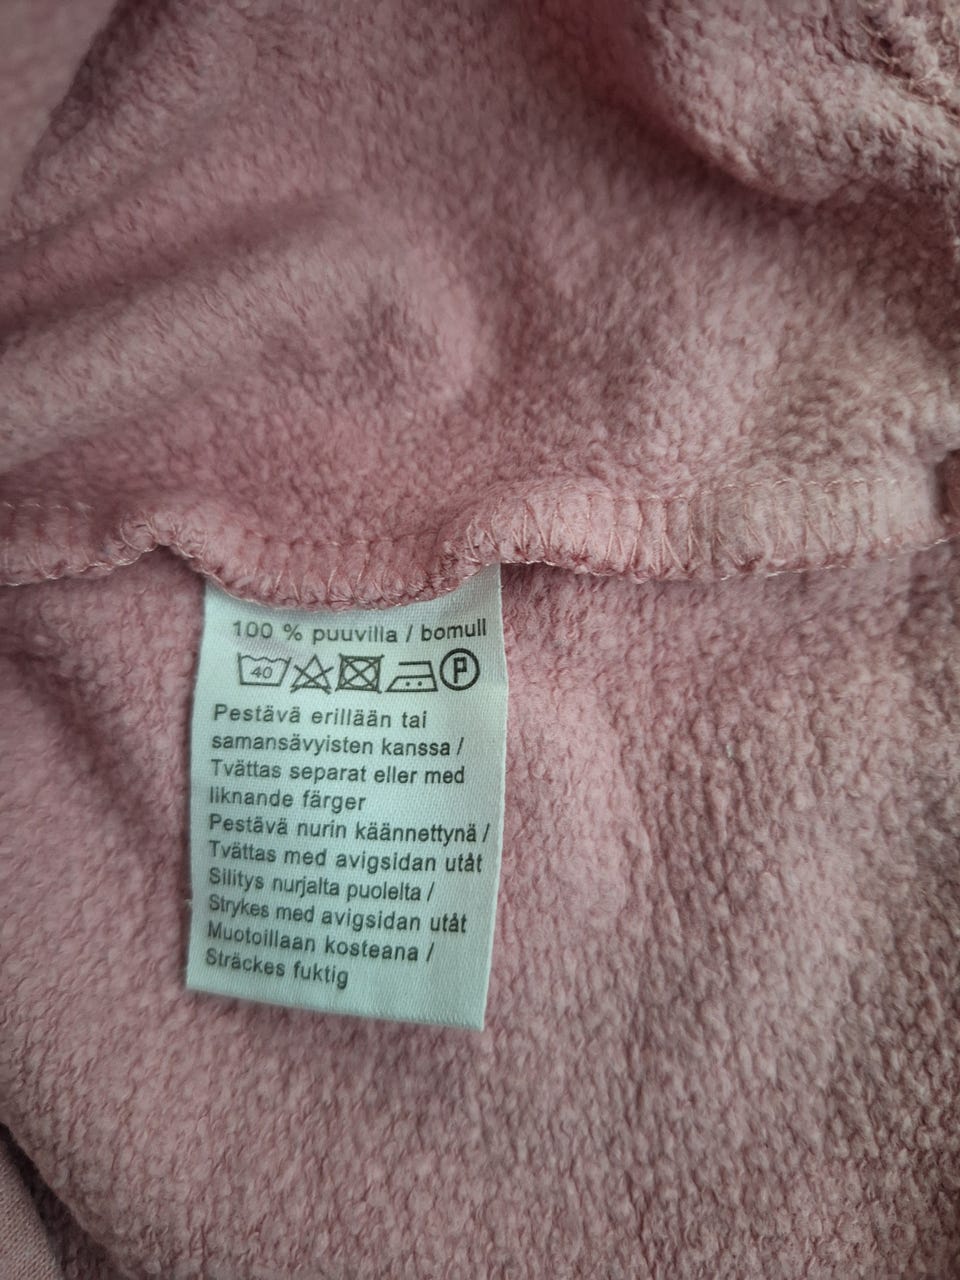 100 % puuvilla / bomull
40 P
Pestävä erillään tai
samansävyisten kanssa /
Tvättas separat eller med
liknande färger
Pestävä nurin käännettynä /
Tvättas med avigsidan utåt
Silitys nurjalta puolelta /
Strykes med avigsidan utåt
Muotoillaan kosteana /
Sträckes fuktig